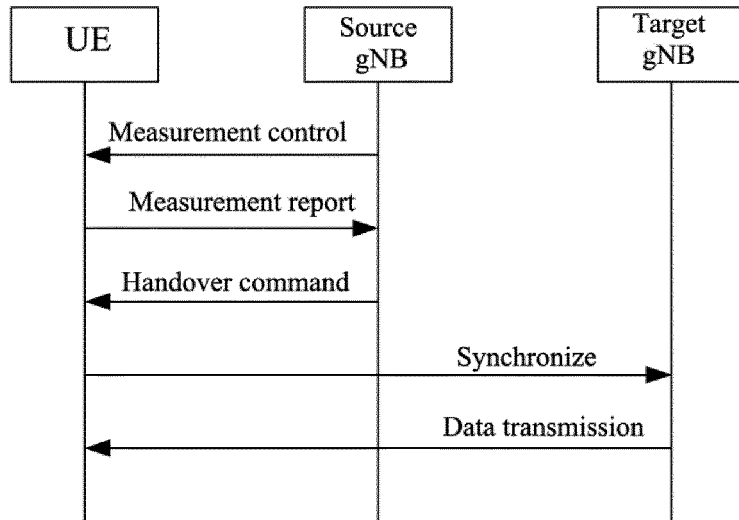 UE
Source
gNB
Target
gNB
Measurement control
Measurement report
Handover command
Synchronize
Data transmission